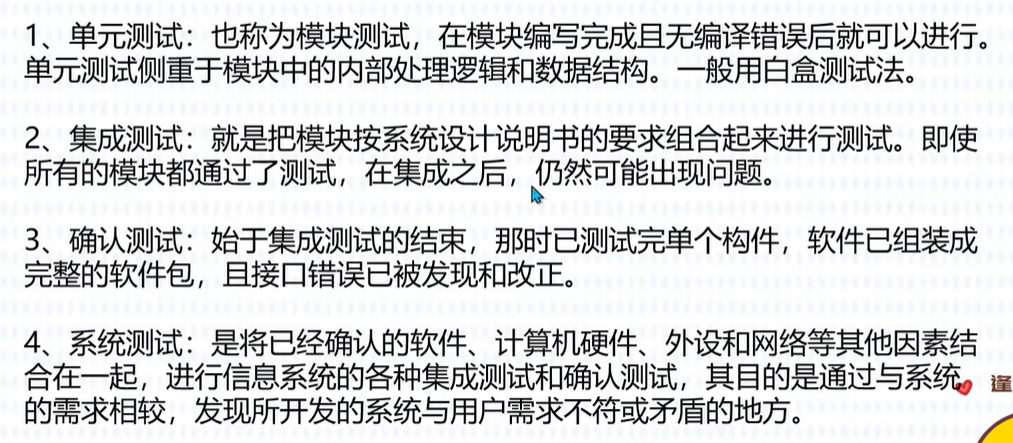 1、单元测试：也称为模块测试，在模块编写完成且无编译错误后就可以进行。
单元测试侧重于模块中的内部处理逻辑和数据结构。一般用白盒测试法。
2、集成测试：就是把模块按系统设计说明书的要求组合起来进行测试。即使
所有的模块都通过了测试，在集成之后，仍然可能出现问题。
3、确认测试：始于集成测试的结束，那时已测试完单个构件，软件已组装成
完整的软件包，且接口错误已被发现和改正。
4、系统测试：是将已经确认的软件、计算机硬件、外设和网络等其他因素结
合在一起，进行信息系统的各种集成测试和确认测试，其目的是通过与系统
的需求相较，发现所开发的系统与用户需求不符或矛盾的地方。